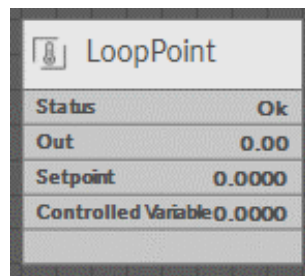 LoopPoint
Status Ok
Out 0.00
Setpoint 0.0000
Controlled Variable 0.0000